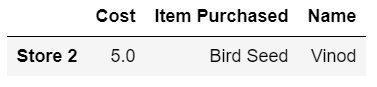 Cost Item Purchased Name
Store 2 5.0 Bird Seed Vinod